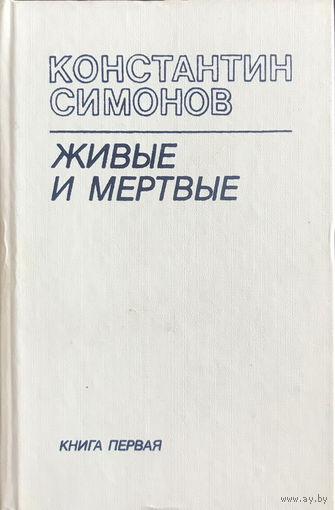 КОНСТАНТИН
СИМОНОВ
ЖИВЫЕ
И МЕРТВЫЕ
КНИГА ПЕРВАЯ
www.ay.by